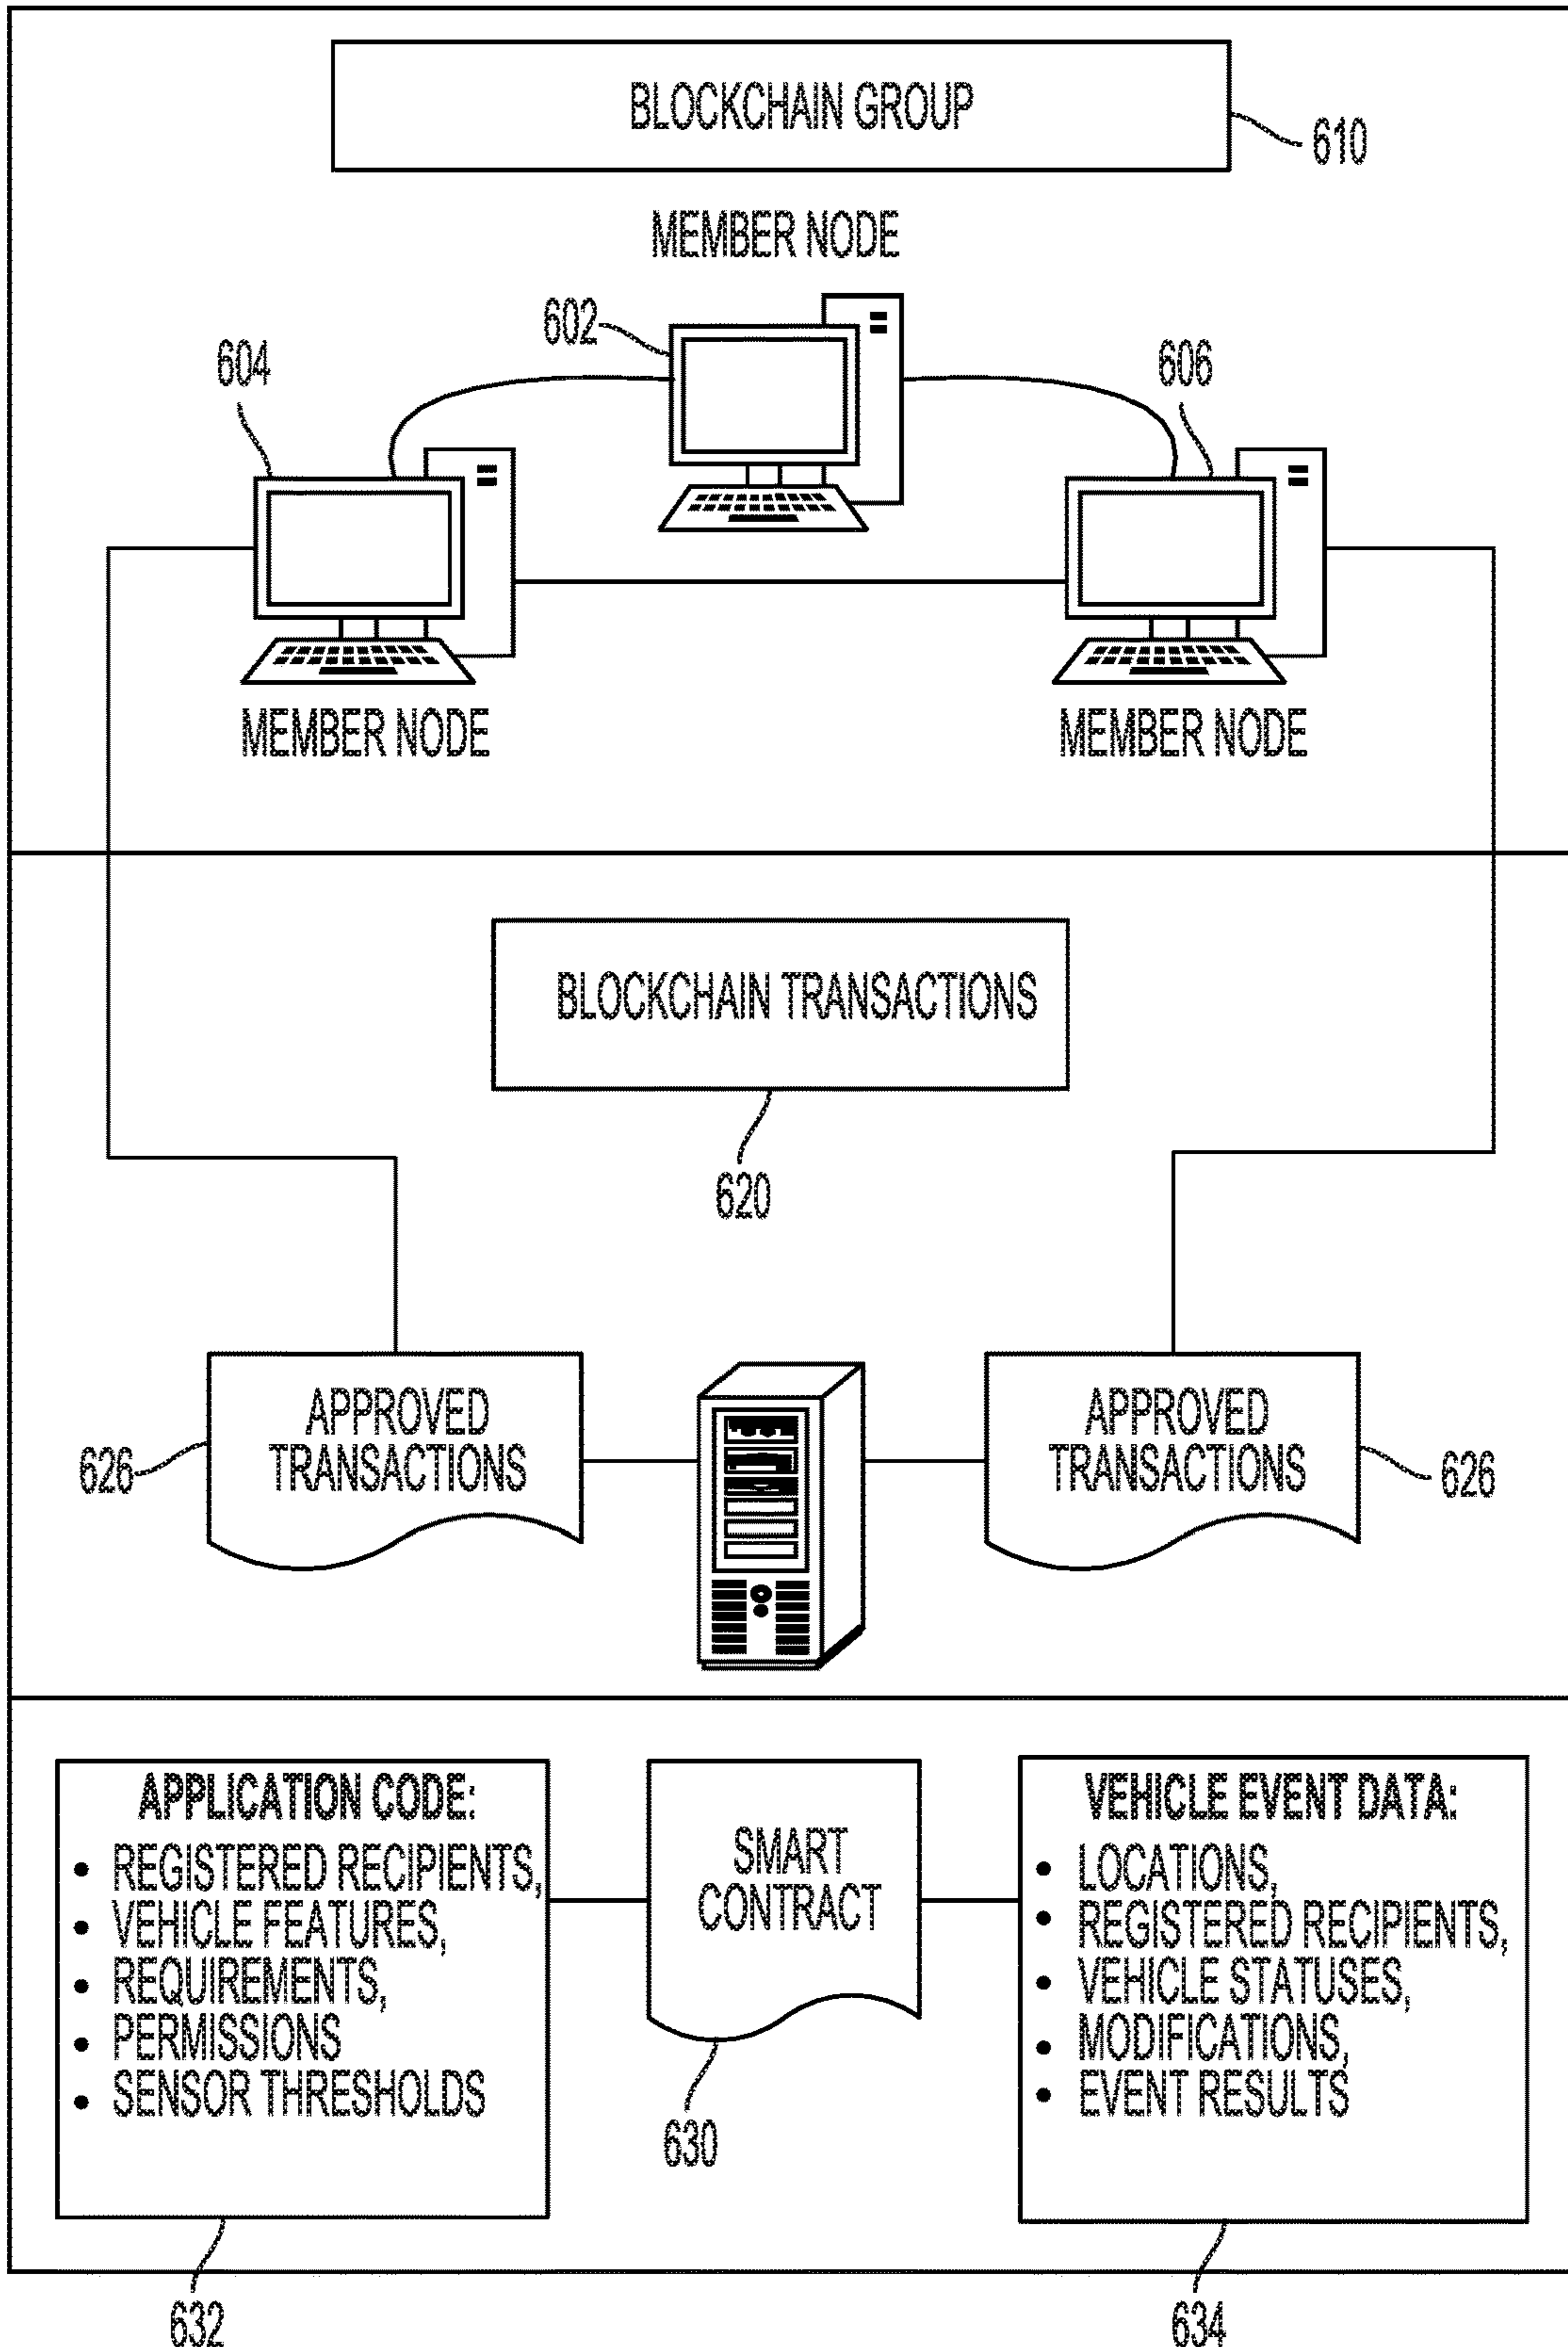 BLOCKCHAIN GROUP
610
MEMBER NODE
602
604
606
MEMBER NODE
MEMBER NODE
BLOCKCHAIN TRANSACTIONS
620
APPROVED
TRANSACTIONS
626
APPROVED
TRANSACTIONS
626
APPLICATION CODE:
• REGISTERED RECIPIENTS,
• VEHICLE FEATURES,
• REQUIREMENTS,
• PERMISSIONS
• SENSOR THRESHOLDS
632
SMART
CONTRACT
630
VEHICLE EVENT DATA:
• LOCATIONS,
• REGISTERED RECIPIENTS,
• VEHICLE STATUSES,
• MODIFICATIONS,
• EVENT RESULTS
634